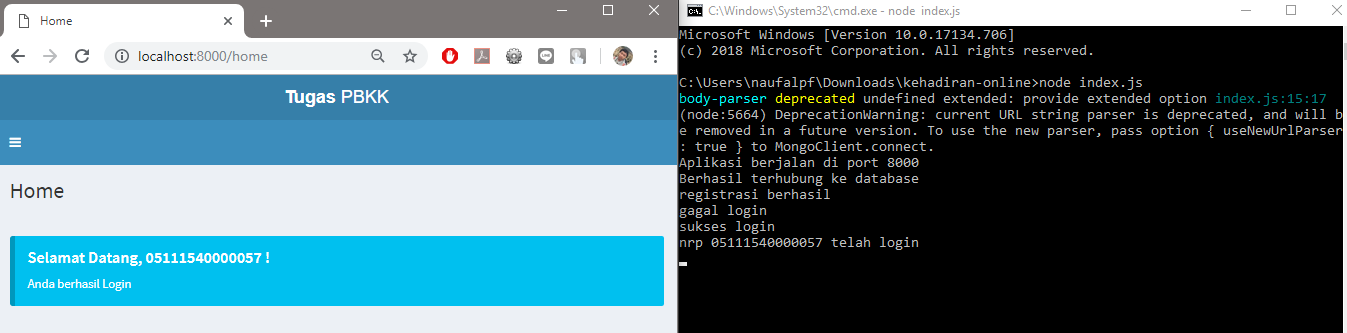 Home
localhost:8000/home
Tugas PBKK
Home
Selamat Datang, 05111540000057 !
Anda berhasil Login
C:\Windows\System32\cmd.exe - node index.js
Microsoft Windows [Version 10.0.17134.706]
(c) 2018 Microsoft Corporation. All rights reserved.
C:\Users\naufalpf\Downloads\kehadiran-online>node index.js
body-parser deprecated undefined extended: provide extended option index.js:15:17
(node:5664) DeprecationWarning: current URL string parser is deprecated, and will b
e removed in a future version. To use the new parser, pass option { useNewUrlParser
: true } to MongoClient.connect.
Aplikasi berjalan di port 8000
Berhasil terhubung ke database
registrasi berhasil
gagal login
sukses login
nrp 05111540000057 telah login